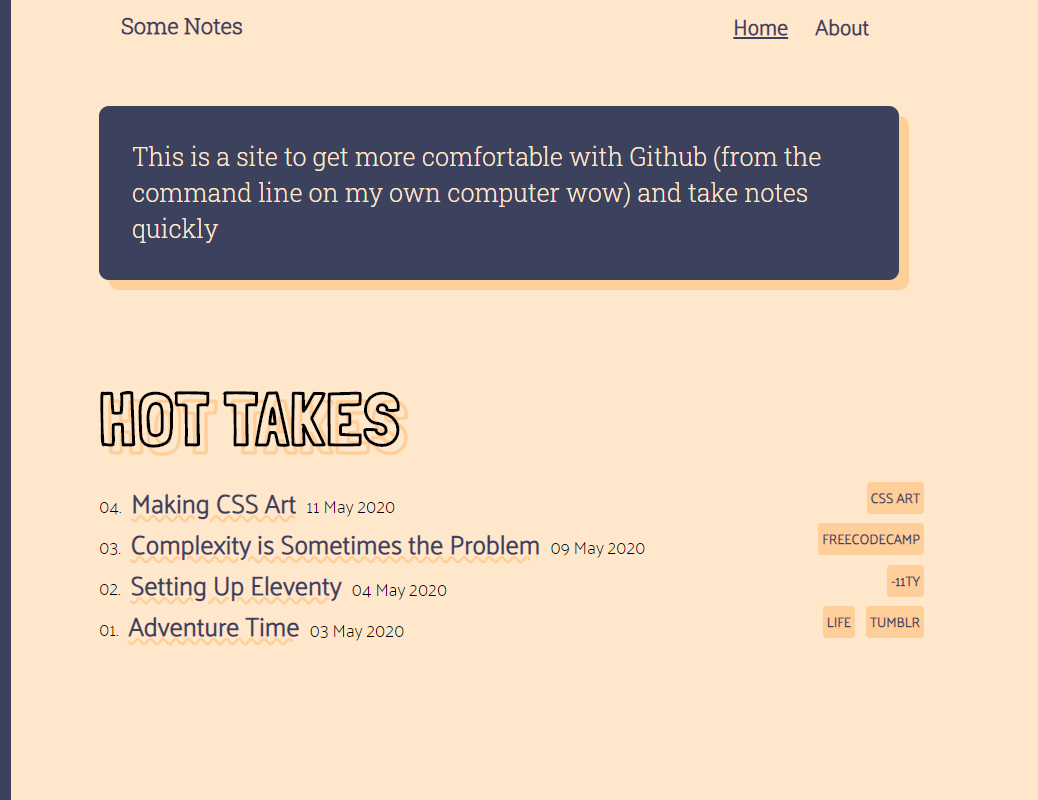 Some Notes Home About
This is a site to get more comfortable with Github (from the
command line on my own computer wow) and take notes
quickly
HOT TAKES
04. Making CSS Art 11 May 2020 CSS ART
03. Complexity is Sometimes the Problem 09 May 2020 FREECODECAMP
02. Setting Up Eleventy 04 May 2020 -11TY
01. Adventure Time 03 May 2020 LIFE TUMBLR